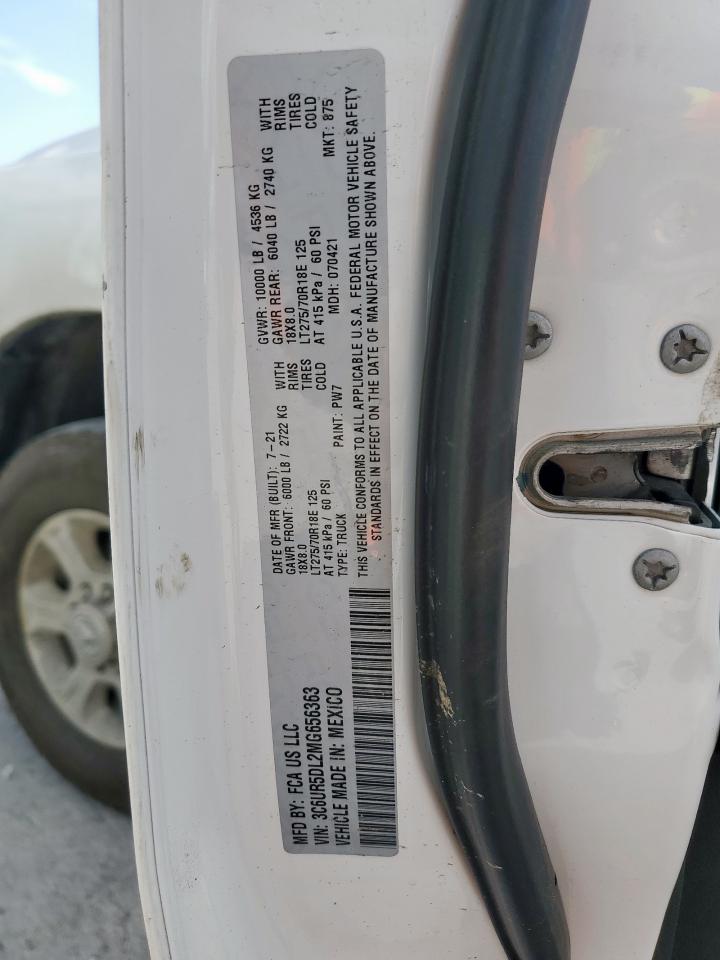 MFD BY: FCA US LLC
VIN: 3C6UR5DL2MG656363
VEHICLE MADE IN: MEXICO
DATE OF MFR (BUILT): 7-21 GVWR: 10000 LB / 4536 KG
GAWR FRONT: 6000 LB / 2722 KG WITH GAWR REAR: 6040 LB / 2740 KG WITH
18X8.0 RIMS 18X8.0 RIMS
LT275/70R18E 125 TIRES LT275/70R18E 125 TIRES
AT 415 kPa / 60 PSI COLD AT 415 kPa / 60 PSI COLD
TYPE: TRUCK PAINT: PW7 MDH: 070421 MKT: 875
THIS VEHICLE CONFORMS TO ALL APPLICABLE U.S.A. FEDERAL MOTOR VEHICLE SAFETY
STANDARDS IN EFFECT ON THE DATE OF MANUFACTURE SHOWN ABOVE.